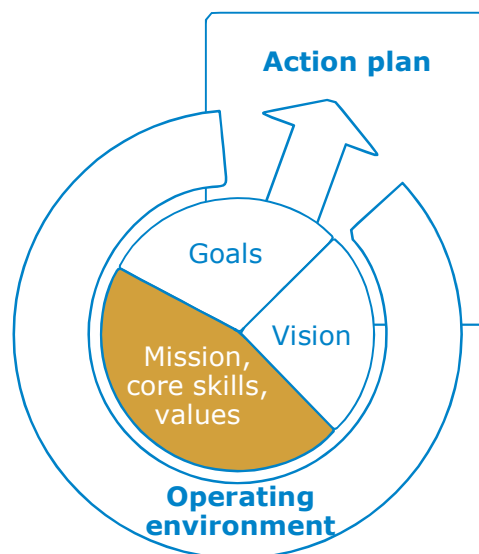 Action plan
Goals
Vision
Mission,
core skills,
values
Operating
environment